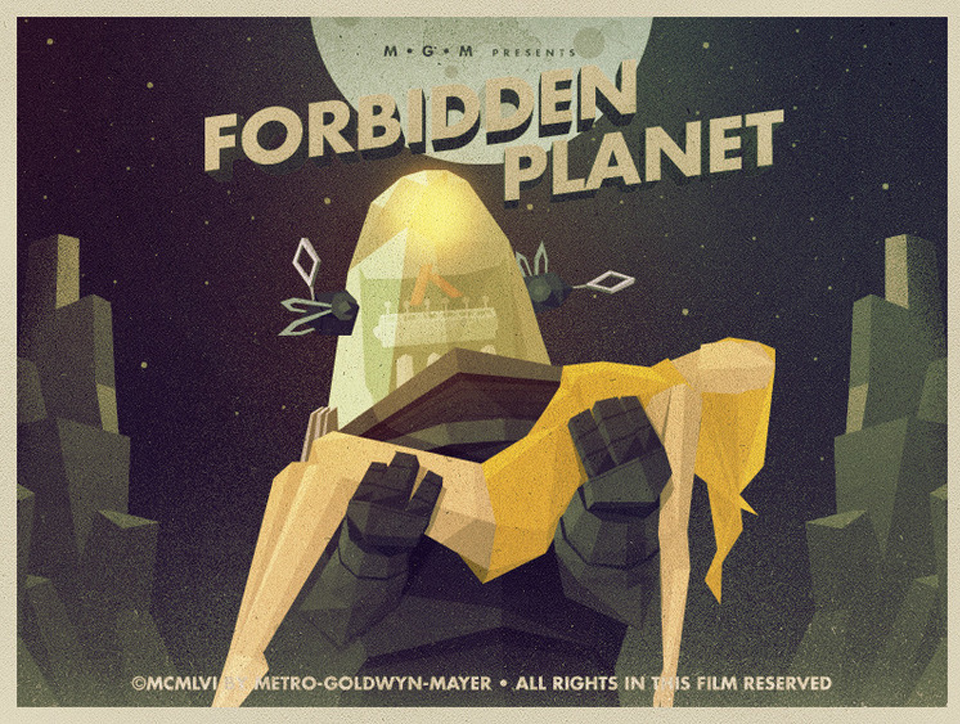 M•G•M PRESENTS
FORBIDDEN
PLANET
©MCMLVI BY METRO-GOLDWYN-MAYER • ALL RIGHTS IN THIS FILM RESERVED